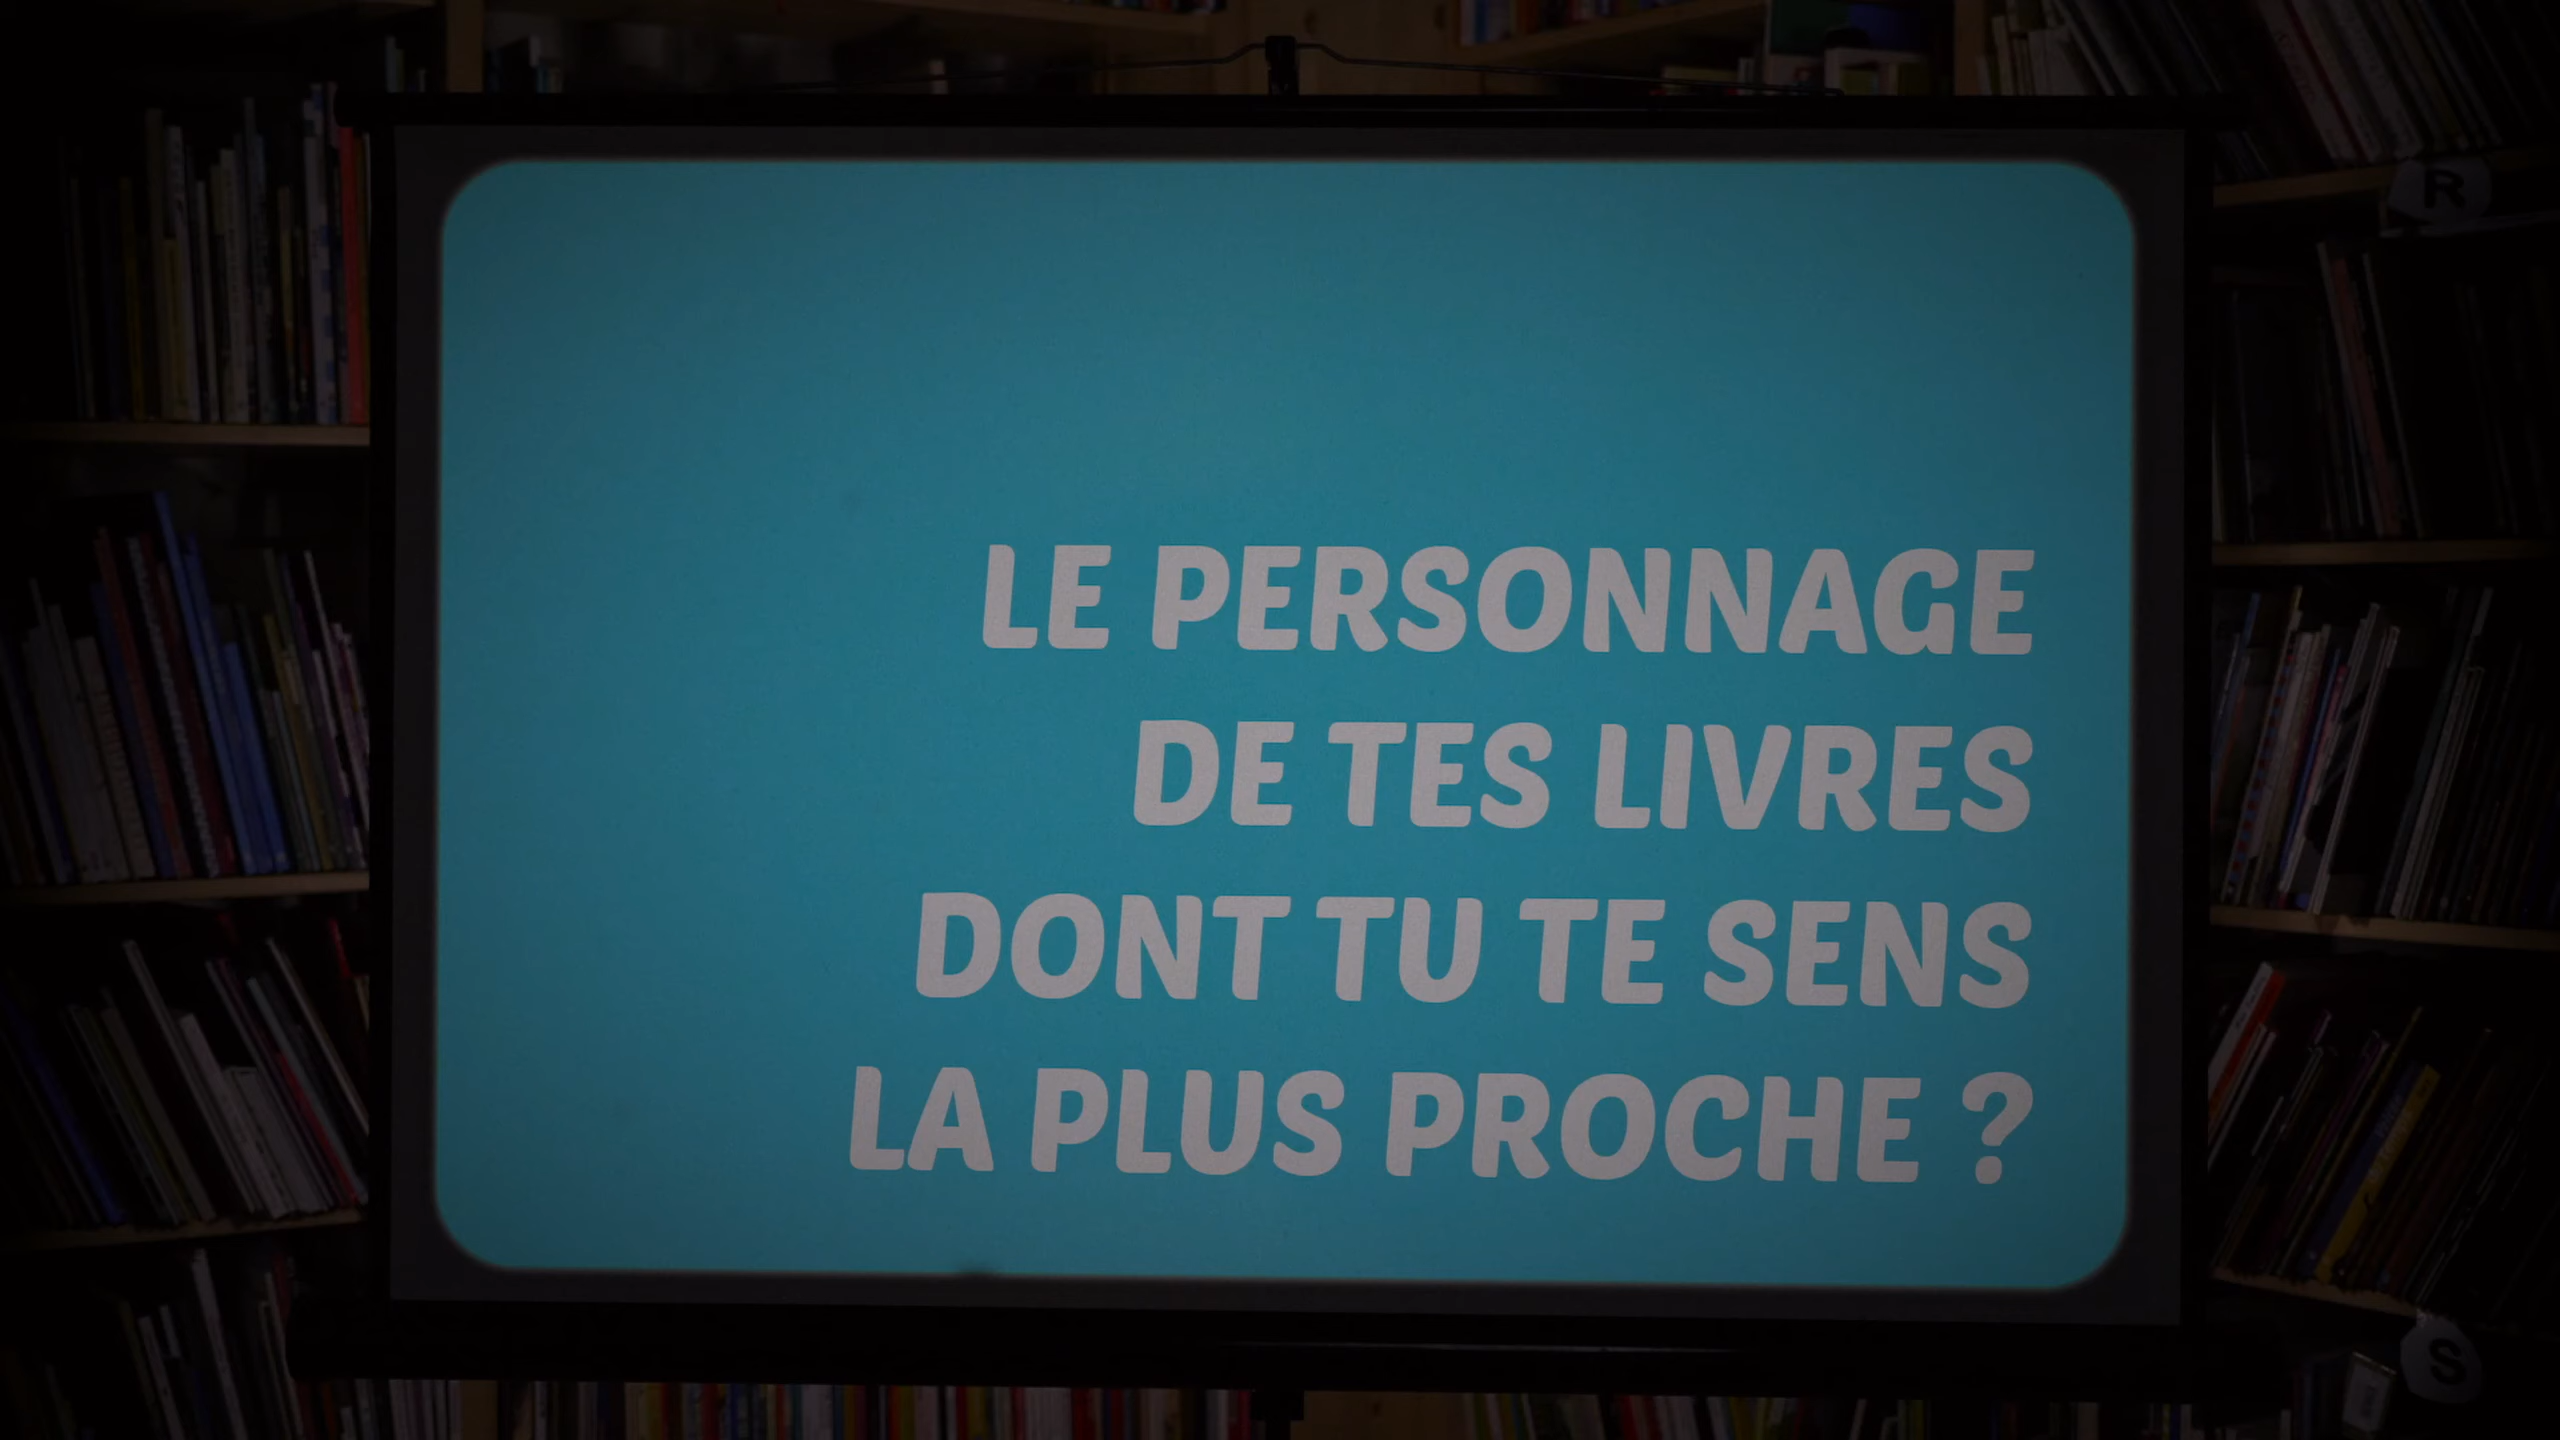 R
LE PERSONNAGE
DE TES LIVRES
DONT TU TE SENS
LA PLUS PROCHE ?
S